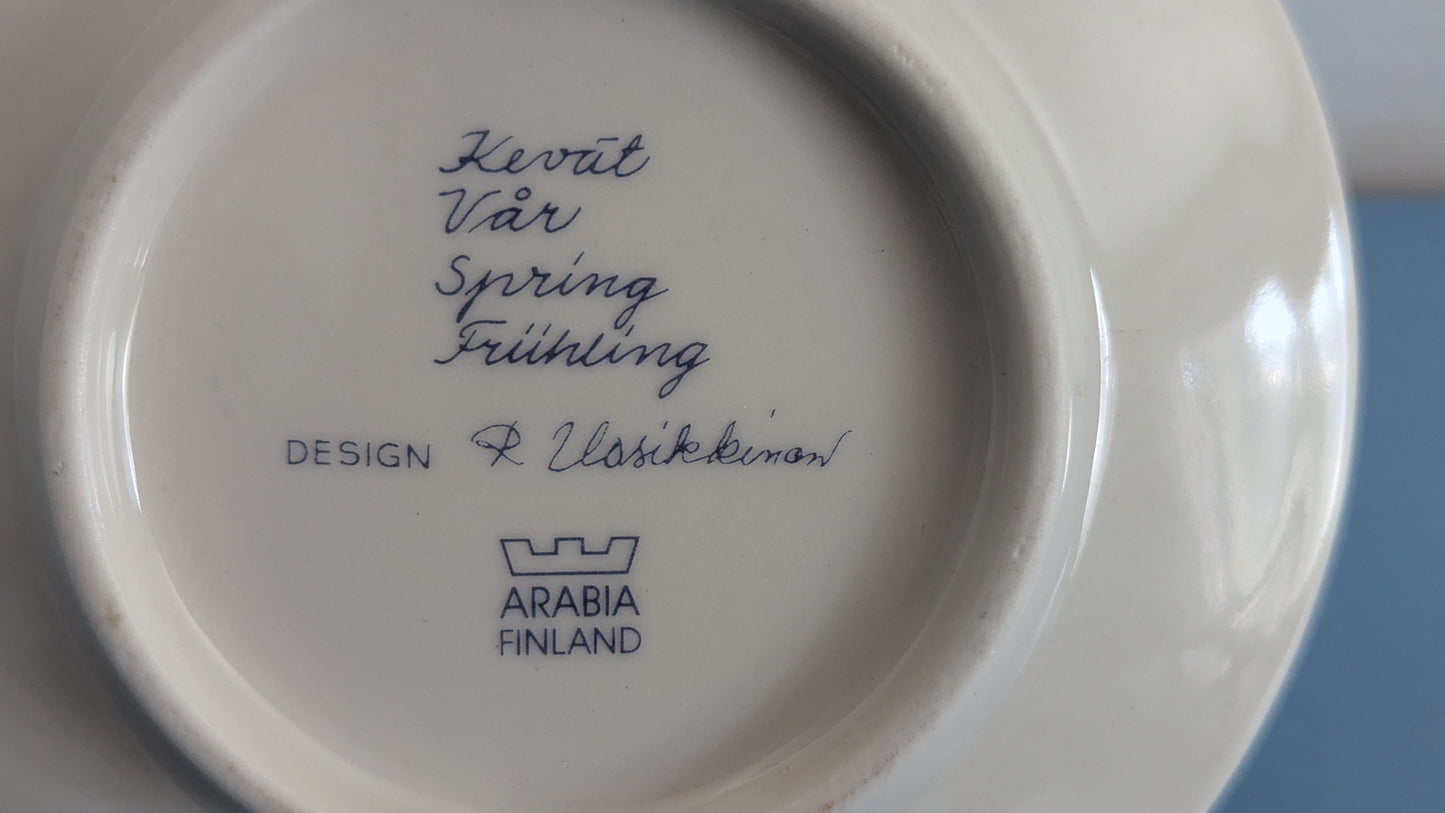 Kevät
Vår
Spring
Frühling
DESIGN R Uosikkinen
ARABIA
FINLAND